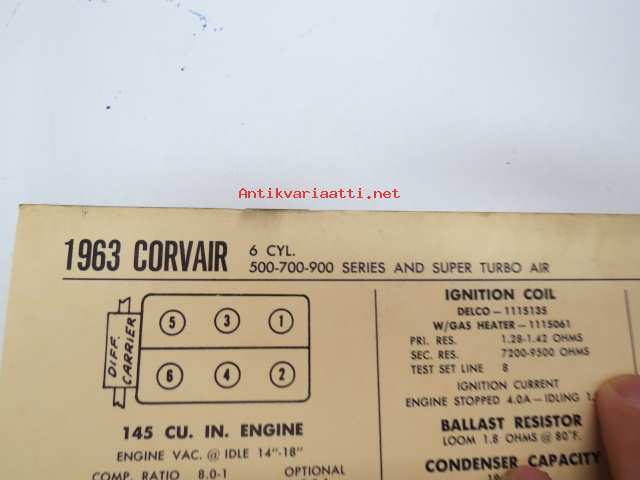 Antikvariaatti.net
1963 CORVAIR
6 CYL.
500-700-900 SERIES AND SUPER TURBO AIR
DIFF. CARRIER
5 3 1
6 4 2
145 CU. IN. ENGINE
ENGINE VAC. @ IDLE 14"-18"
COMP. RATIO 8.0-1 OPTIONAL
IGNITION COIL
DELCO—1115135
W/GAS HEATER—1115061
PRI. RES. 1.28-1.42 OHMS
SEC. RES. 7200-9500 OHMS
TEST SET LINE 8
IGNITION CURRENT
ENGINE STOPPED 4.0A—IDLING
BALLAST RESISTOR
LOOM 1.8 OHMS @ 80°F.
CONDENSER CAPACITY